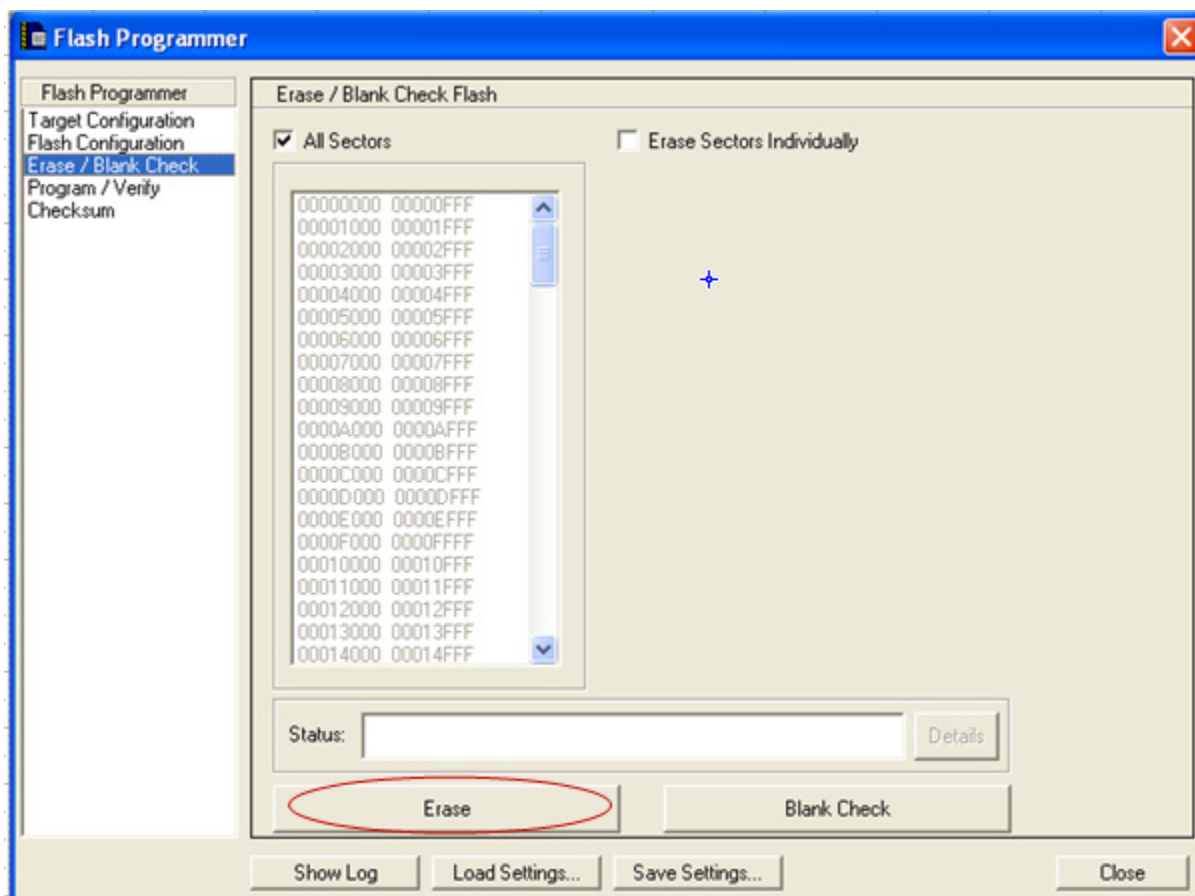 Flash Programmer
Flash Programmer
Target Configuration
Flash Configuration
Erase / Blank Check
Program / Verify
Checksum
Erase / Blank Check Flash
All Sectors
Erase Sectors Individually
00000000 00000FFF
00001000 00001FFF
00002000 00002FFF
00003000 00003FFF
00004000 00004FFF
00005000 00005FFF
00006000 00006FFF
00007000 00007FFF
00008000 00008FFF
00009000 00009FFF
0000A000 0000AFFF
0000B000 0000BFFF
0000C000 0000CFFF
0000D000 0000DFFF
0000E000 0000EFFF
0000F000 0000FFFF
00010000 00010FFF
00011000 00011FFF
00012000 00012FFF
00013000 00013FFF
00014000 00014FFF
Status:
Details
Erase
Blank Check
Show Log
Load Settings...
Save Settings...
Close